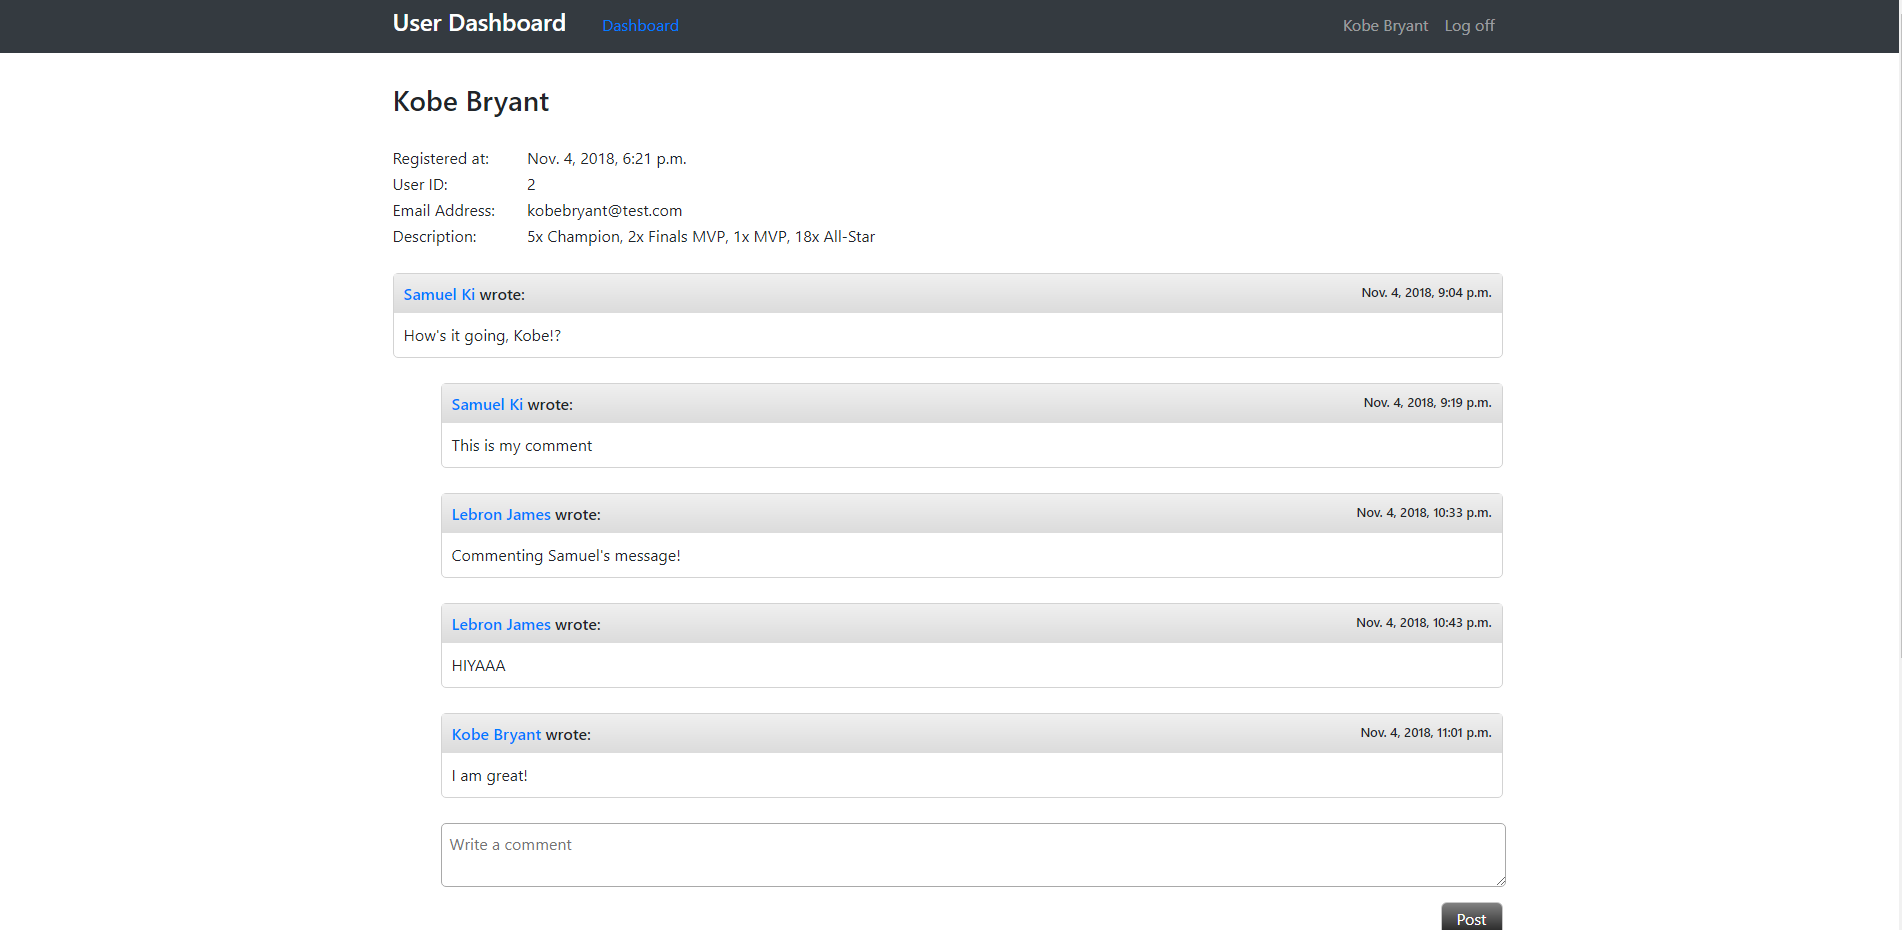 User Dashboard Dashboard Kobe Bryant Log off
Kobe Bryant
Registered at: Nov. 4, 2018, 6:21 p.m.
User ID: 2
Email Address: kobebryant@test.com
Description: 5x Champion, 2x Finals MVP, 1x MVP, 18x All-Star
Samuel Ki wrote: Nov. 4, 2018, 9:04 p.m.
How's it going, Kobe!?
Samuel Ki wrote: Nov. 4, 2018, 9:19 p.m.
This is my comment
Lebron James wrote: Nov. 4, 2018, 10:33 p.m.
Commenting Samuel's message!
Lebron James wrote: Nov. 4, 2018, 10:43 p.m.
HIYAAA
Kobe Bryant wrote: Nov. 4, 2018, 11:01 p.m.
I am great!
Write a comment
Post